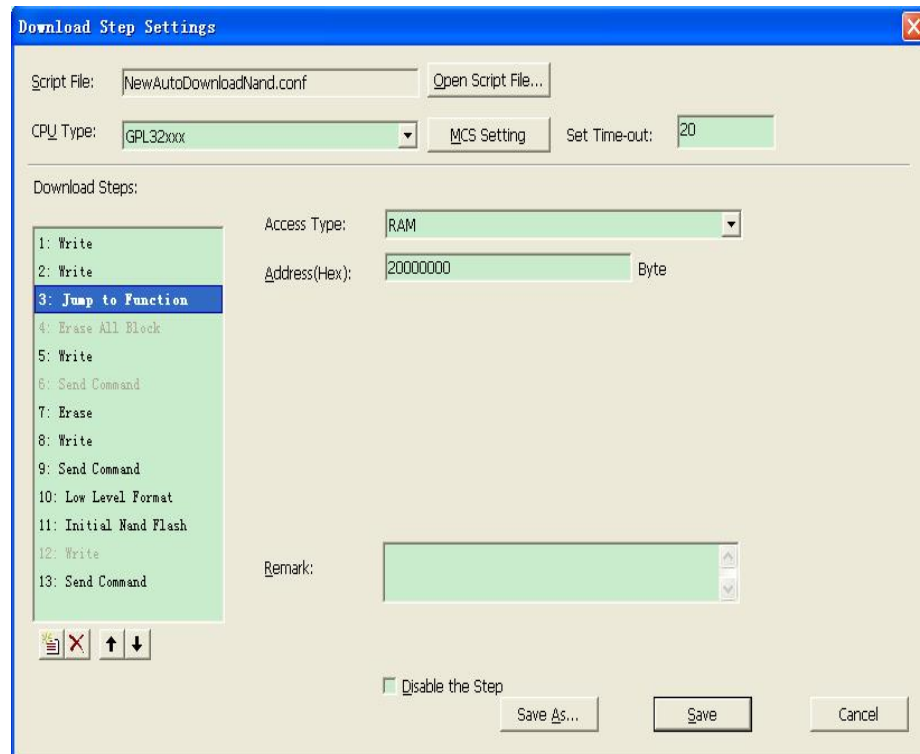 Download Step Settings
Script File: NewAutoDownloadNand.conf Open Script File...
CPU Type: GPL32xxx MCS Setting Set Time-out: 20
Download Steps:
1: Write
2: Write
3: Jump to Function
4: Erase All Block
5: Write
6: Send Command
7: Erase
8: Write
9: Send Command
10: Low Level Format
11: Initial Nand Flash
12: Write
13: Send Command
Access Type: RAM
Address(Hex): 20000000 Byte
Remark:
Disable the Step
Save As... Save Cancel